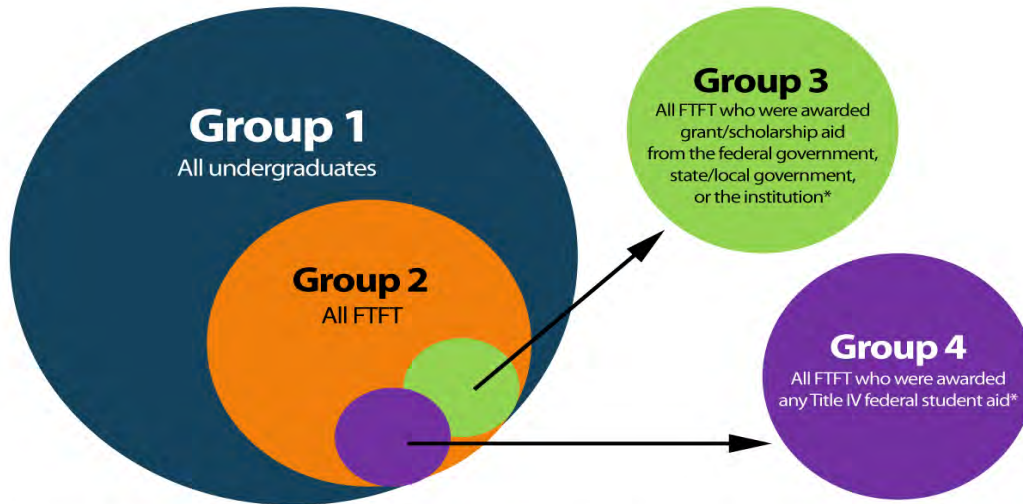 Group 1
All undergraduates
Group 2
All FTFT
Group 3
All FTFT who were awarded
grant/scholarship aid
from the federal government,
state/local government,
or the institution*
Group 4
All FTFT who were awarded
any Title IV federal student aid*